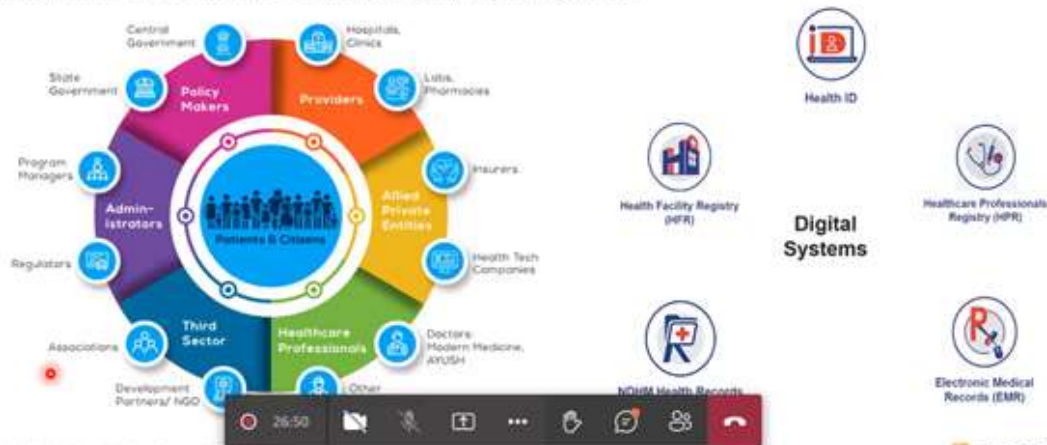 Central
Government
Hospitals,
Clinics
State
Government
Policy
Makers
Providers
Labs,
Pharmacies
Program
Managers
Admin-
istrators
Patients & Citizens
Allied
Private
Entities
Insurers
Regulators
Health Tech
Companies
Associations
Third
Sector
Healthcare
Professionals
Doctors:
Modern Medicine,
AYUSH
Development
Partners/ NGO
Other
Health ID
Health Facility Registry
(HFR)
Healthcare Professionals
Registry (HPR)
Digital
Systems
NDHM Health Records
Electronic Medical
Records (EMR)
26:50